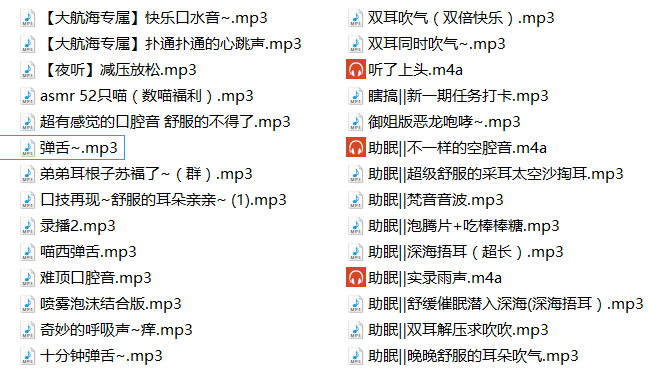 【大航海专属】快乐口水音~.mp3
【大航海专属】扑通扑通的心跳声.mp3
【夜听】减压放松.mp3
asmr 52只喵（数喵福利）.mp3
超有感觉的口腔音 舒服的不得了.mp3
弹舌~.mp3
弟弟耳根子苏福了~（群）.mp3
口技再现~舒服的耳朵亲亲~ (1).mp3
录播2.mp3
喵西弹舌.mp3
难顶口腔音.mp3
喷雾泡沫结合版.mp3
奇妙的呼吸声~痒.mp3
十分钟弹舌~.mp3
双耳吹气（双倍快乐）.mp3
双耳同时吹气~.mp3
听了上头.m4a
瞎搞||新一期任务打卡.mp3
御姐版恶龙咆哮~.mp3
助眠||不一样的空腔音.m4a
助眠||超级舒服的采耳太空沙掏耳.mp3
助眠||梵音音波.mp3
助眠||泡腾片+吃棒棒糖.mp3
助眠||深海捂耳（超长）.mp3
助眠||实录雨声.m4a
助眠||舒缓催眠潜入深海(深海捂耳）.mp3
助眠||双耳解压求吹吹.mp3
助眠||晚晚舒服的耳朵吹气.mp3